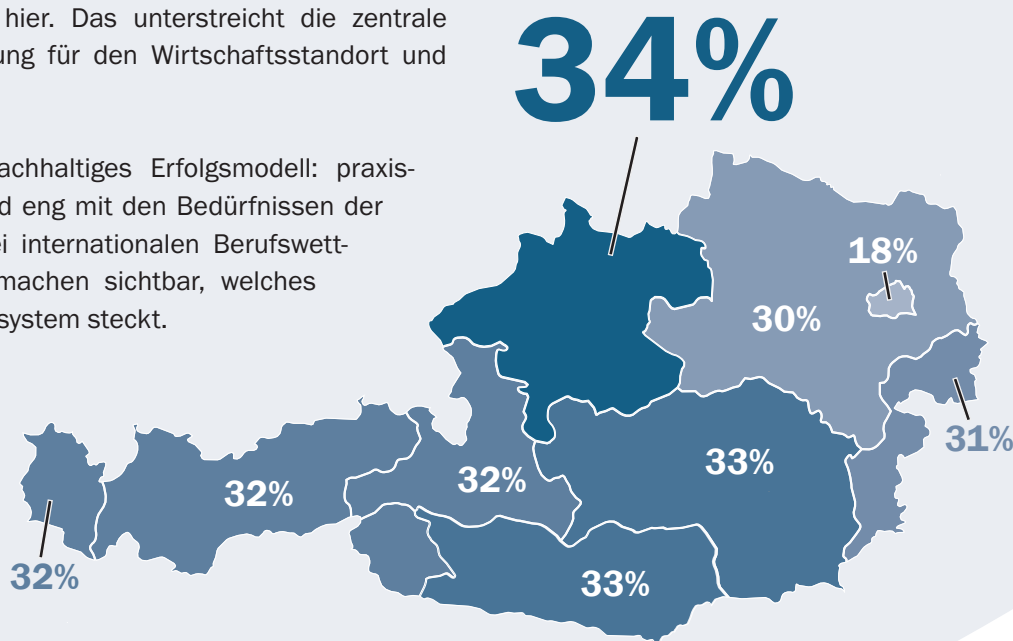 hier. Das unterstreicht die zentrale
ung für den Wirtschaftsstandort und
achhaltiges Erfolgsmodell: praxis-
d eng mit den Bedürfnissen der
ei internationalen Berufswett-
machen sichtbar, welches
system steckt.
34%
18%
30%
31%
33%
32%
32%
32%
33%